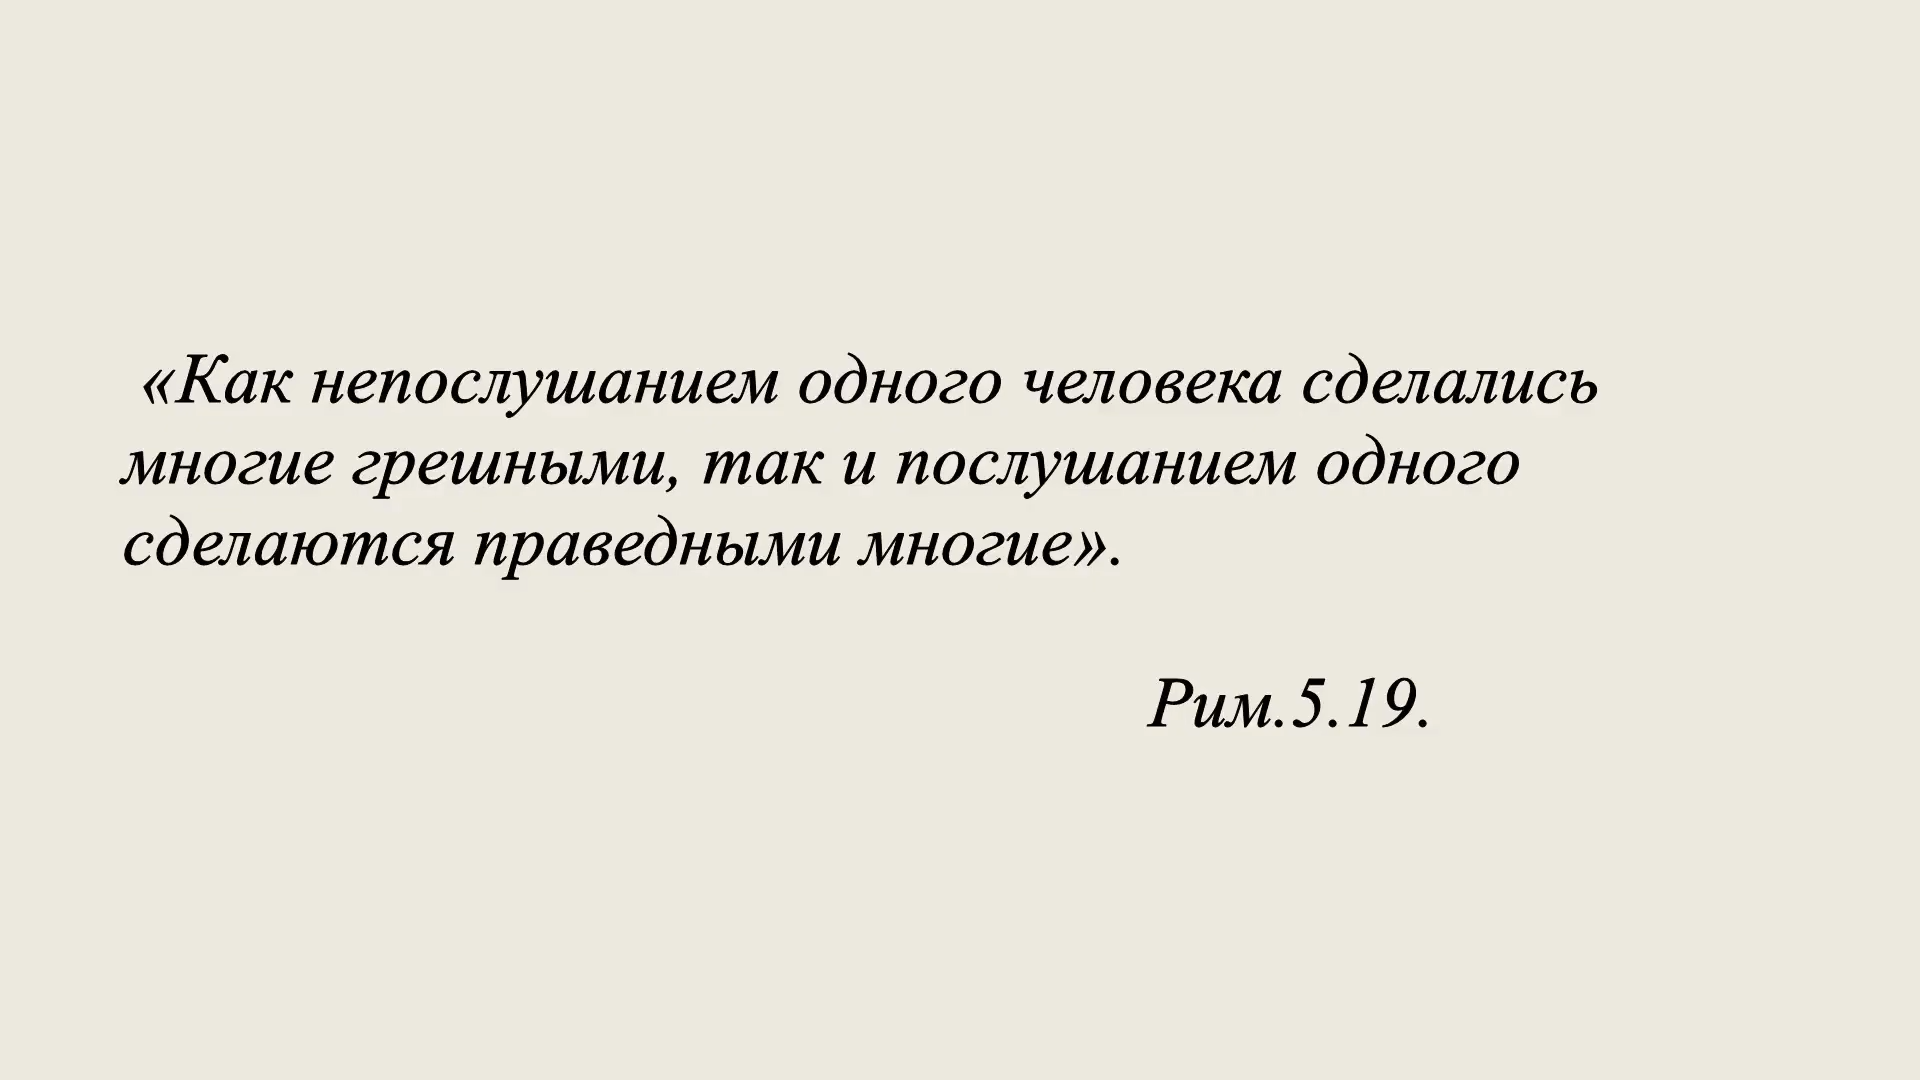 «Как непослушанием одного человека сделались
многие грешными, так и послушанием одного
сделаются праведными многие».
Рим.5.19.